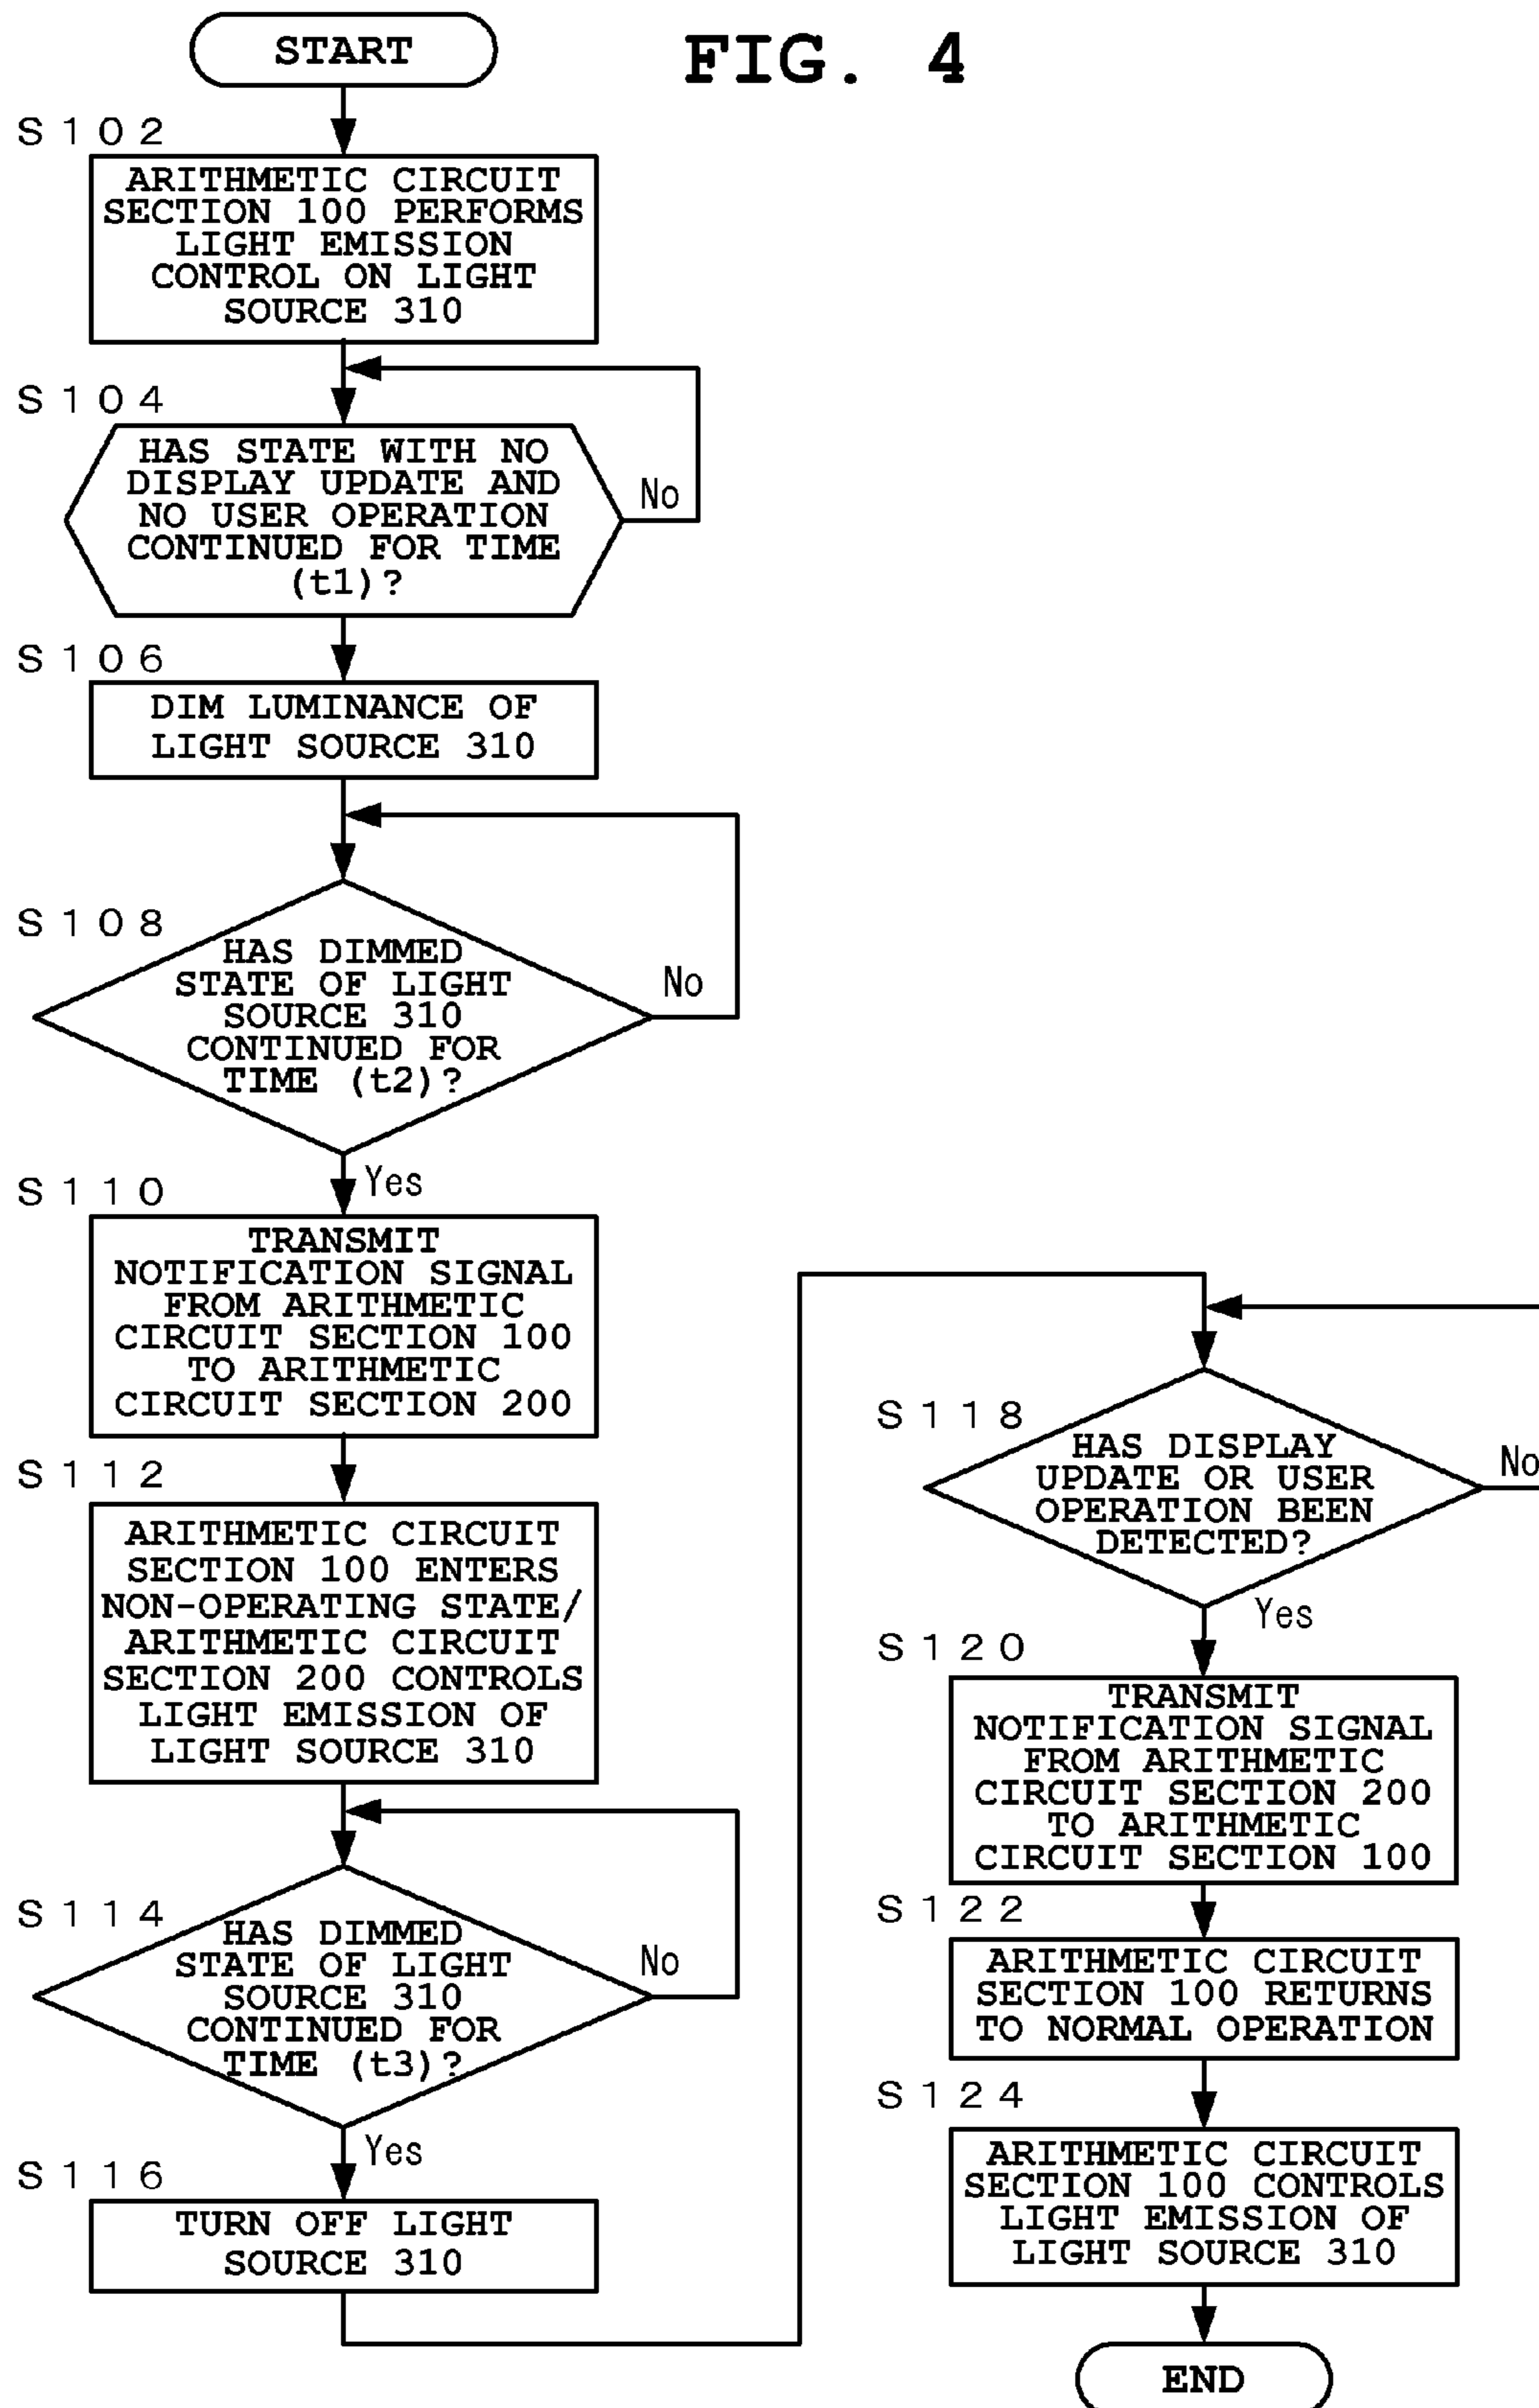 FIG. 4
START
S102
ARITHMETIC CIRCUIT
SECTION 100 PERFORMS
LIGHT EMISSION
CONTROL ON LIGHT
SOURCE 310
S104
HAS STATE WITH NO
DISPLAY UPDATE AND
NO USER OPERATION
CONTINUED FOR TIME
(t1)?
No
S106
DIM LUMINANCE OF
LIGHT SOURCE 310
S108
HAS DIMMED
STATE OF LIGHT
SOURCE 310
CONTINUED FOR
TIME (t2)?
No
Yes
S110
TRANSMIT
NOTIFICATION SIGNAL
FROM ARITHMETIC
CIRCUIT SECTION 100
TO ARITHMETIC
CIRCUIT SECTION 200
S112
ARITHMETIC CIRCUIT
SECTION 100 ENTERS
NON-OPERATING STATE/
ARITHMETIC CIRCUIT
SECTION 200 CONTROLS
LIGHT EMISSION OF
LIGHT SOURCE 310
S114
HAS DIMMED
STATE OF LIGHT
SOURCE 310
CONTINUED FOR
TIME (t3)?
No
Yes
S116
TURN OFF LIGHT
SOURCE 310
S118
HAS DISPLAY
UPDATE OR USER
OPERATION BEEN
DETECTED?
No
Yes
S120
TRANSMIT
NOTIFICATION SIGNAL
FROM ARITHMETIC
CIRCUIT SECTION 200
TO ARITHMETIC
CIRCUIT SECTION 100
S122
ARITHMETIC CIRCUIT
SECTION 100 RETURNS
TO NORMAL OPERATION
S124
ARITHMETIC CIRCUIT
SECTION 100 CONTROLS
LIGHT EMISSION OF
LIGHT SOURCE 310
END